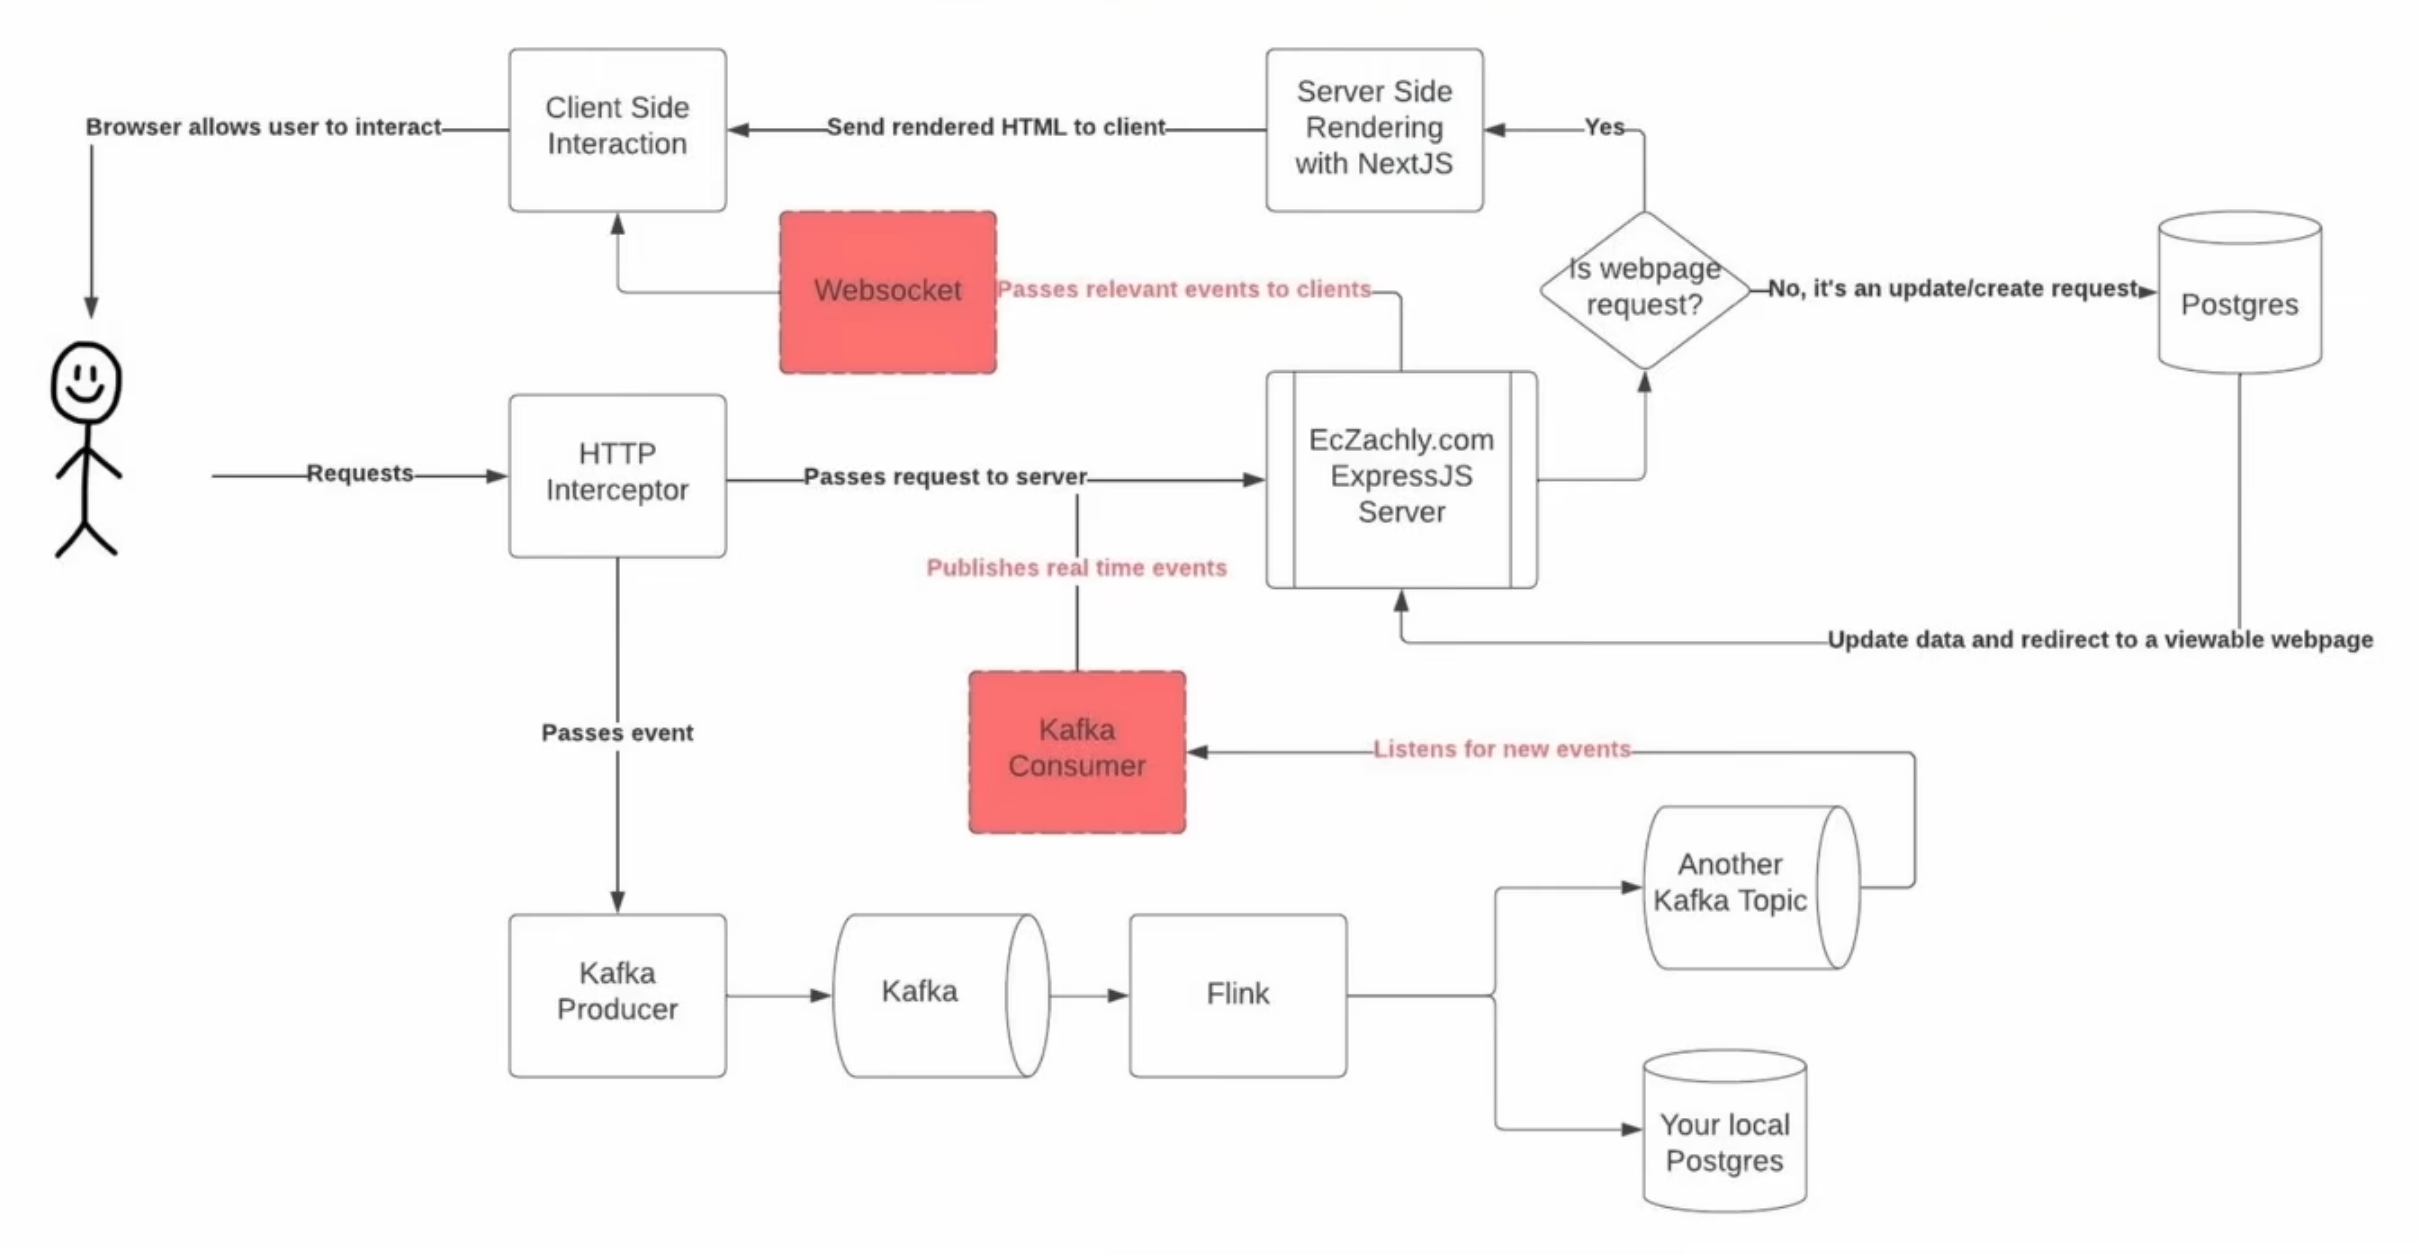 Client Side
Interaction
Server Side
Rendering
with NextJS
Browser allows user to interact
Send rendered HTML to client
Yes
Websocket
Passes relevant events to clients
Is webpage
request?
No, it's an update/create request
Postgres
HTTP
Interceptor
EcZachly.com
ExpressJS
Server
Requests
Passes request to server
Publishes real time events
Update data and redirect to a viewable webpage
Passes event
Kafka
Consumer
Listens for new events
Another
Kafka Topic
Kafka
Producer
Kafka
Flink
Your local
Postgres